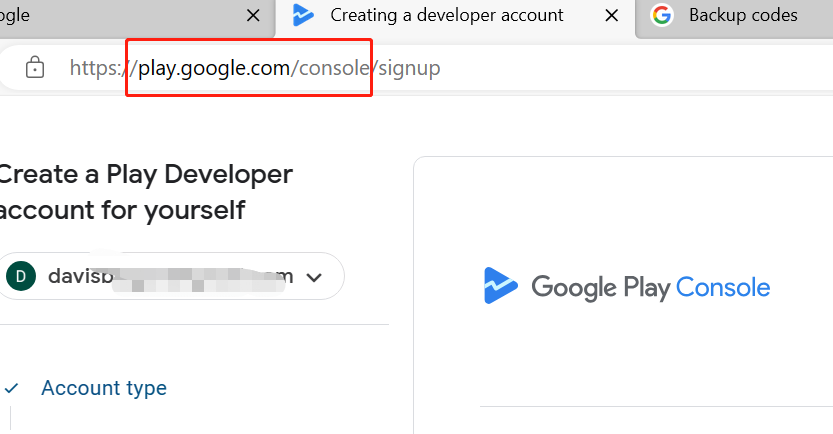 ogle
Creating a developer account
Backup codes
https://play.google.com/console/signup
Create a Play Developer
account for yourself
D
davisb
m
Google Play Console
Account type